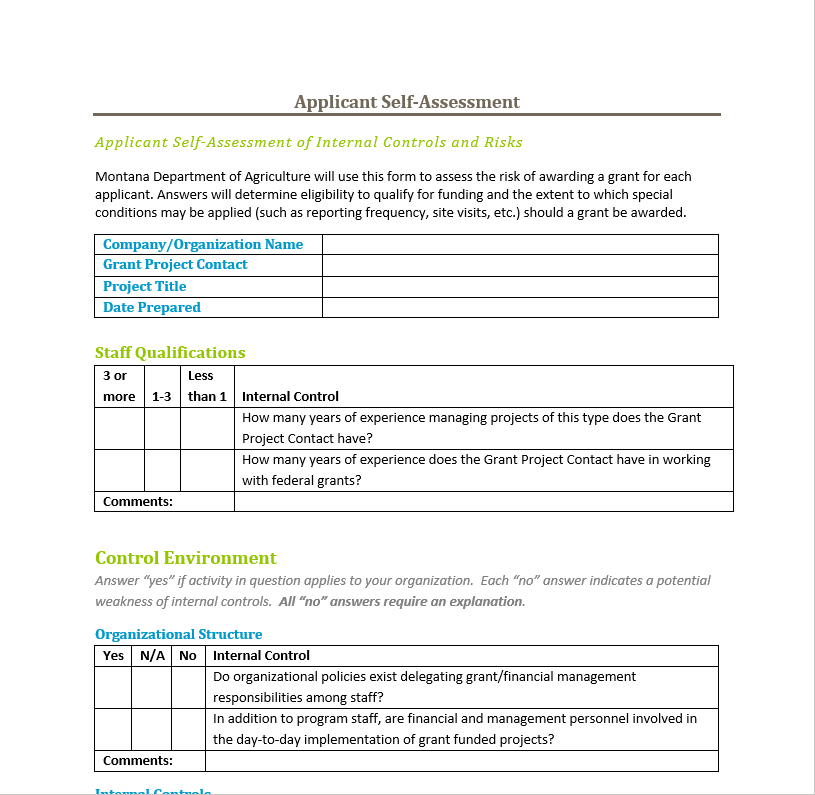 Applicant Self-Assessment
Applicant Self-Assessment of Internal Controls and Risks
Montana Department of Agriculture will use this form to assess the risk of awarding a grant for each
applicant. Answers will determine eligibility to qualify for funding and the extent to which special
conditions may be applied (such as reporting frequency, site visits, etc.) should a grant be awarded.
Company/Organization Name
Grant Project Contact
Project Title
Date Prepared
Staff Qualifications
3 or more 1-3 Less than 1 Internal Control
How many years of experience managing projects of this type does the Grant
Project Contact have?
How many years of experience does the Grant Project Contact have in working
with federal grants?
Comments:
Control Environment
Answer “yes” if activity in question applies to your organization.  Each “no” answer indicates a potential
weakness of internal controls.  All “no” answers require an explanation.
Organizational Structure
Yes N/A No Internal Control
Do organizational policies exist delegating grant/financial management
responsibilities among staff?
In addition to program staff, are financial and management personnel involved in
the day-to-day implementation of grant funded projects?
Comments:
Internal Controls